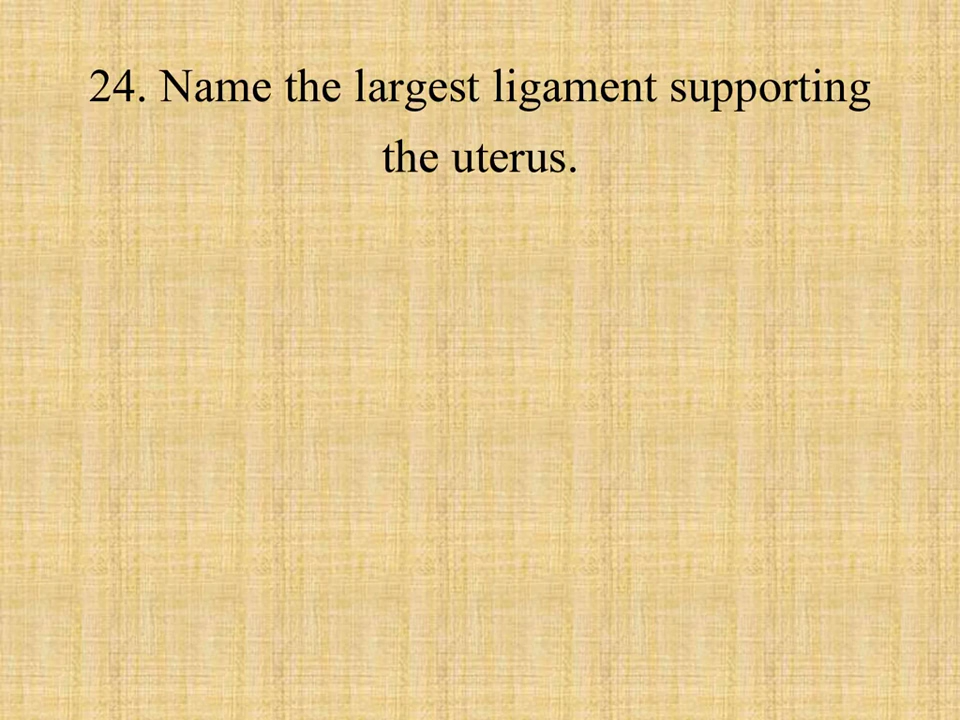 24. Name the largest ligament supporting
the uterus.